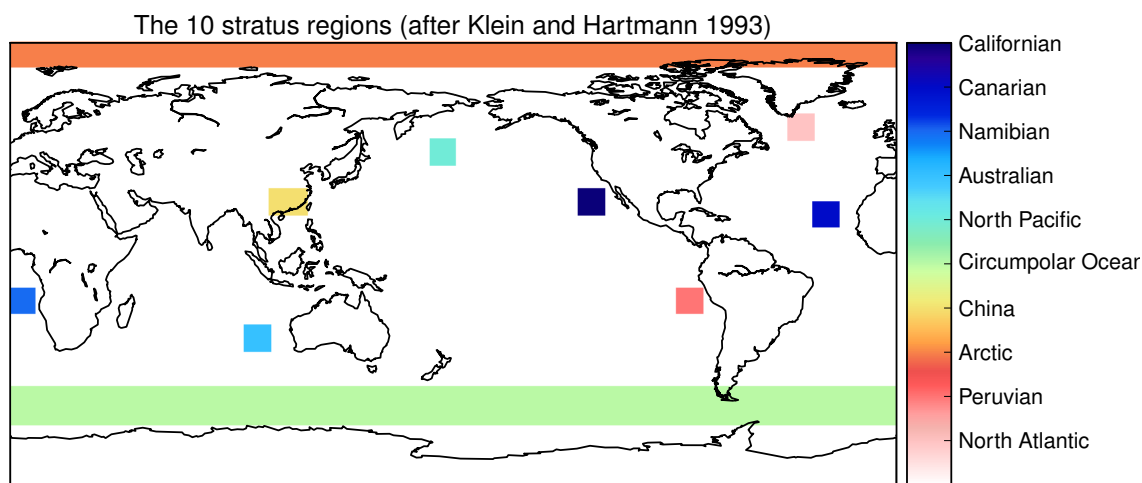 The 10 stratus regions (after Klein and Hartmann 1993)
Californian
Canarian
Namibian
Australian
North Pacific
Circumpolar Ocean
China
Arctic
Peruvian
North Atlantic